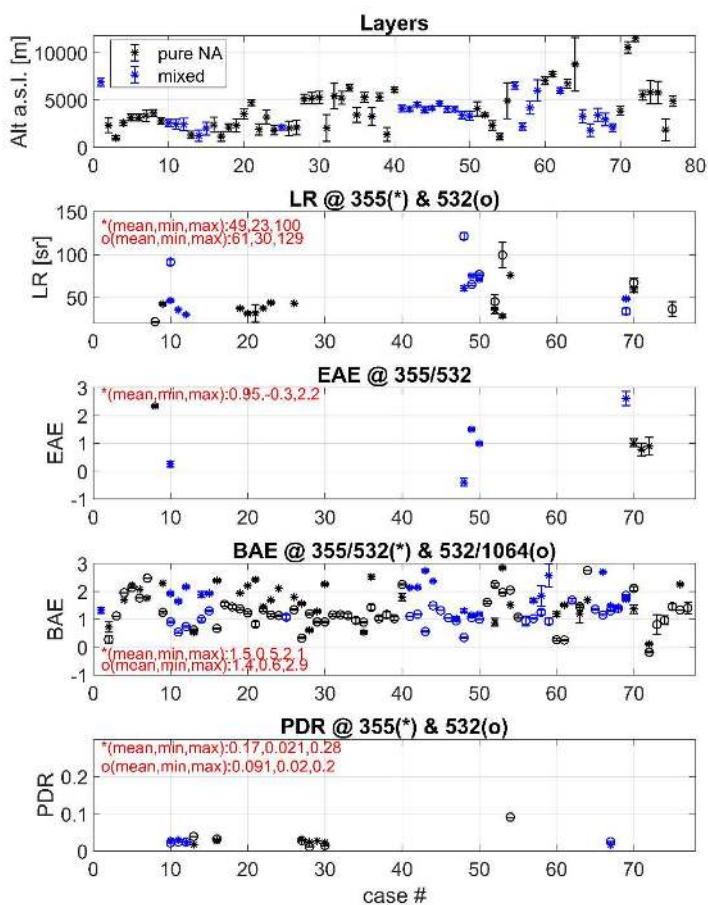 Layers
Alt a.s.l. [m]
10000
5000
0
pure NA
mixed
0 10 20 30 40 50 60 70 80
LR @ 355(*) & 532(o)
LR [sr]
150
100
50
*(mean,min,max):49,23,100
o(mean,min,max):61,30,129
1 10 20 30 40 50 60 70
EAE @ 355/532
EAE
3
2
1
0
-1
*(mean,min,max):0.95,-0.3,2.2
1 10 20 30 40 50 60 70
BAE @ 355/532(*) & 532/1064(o)
BAE
3
2
1
0
-1
*(mean,min,max):1.5,0.5,2.1
o(mean,min,max):1.4,0.6,2.9
1 10 20 30 40 50 60 70
PDR @ 355(*) & 532(o)
PDR
0.2
0.1
0
*(mean,min,max):0.17,0.021,0.28
o(mean,min,max):0.091,0.02,0.2
1 10 20 30 40 50 60 70
case #